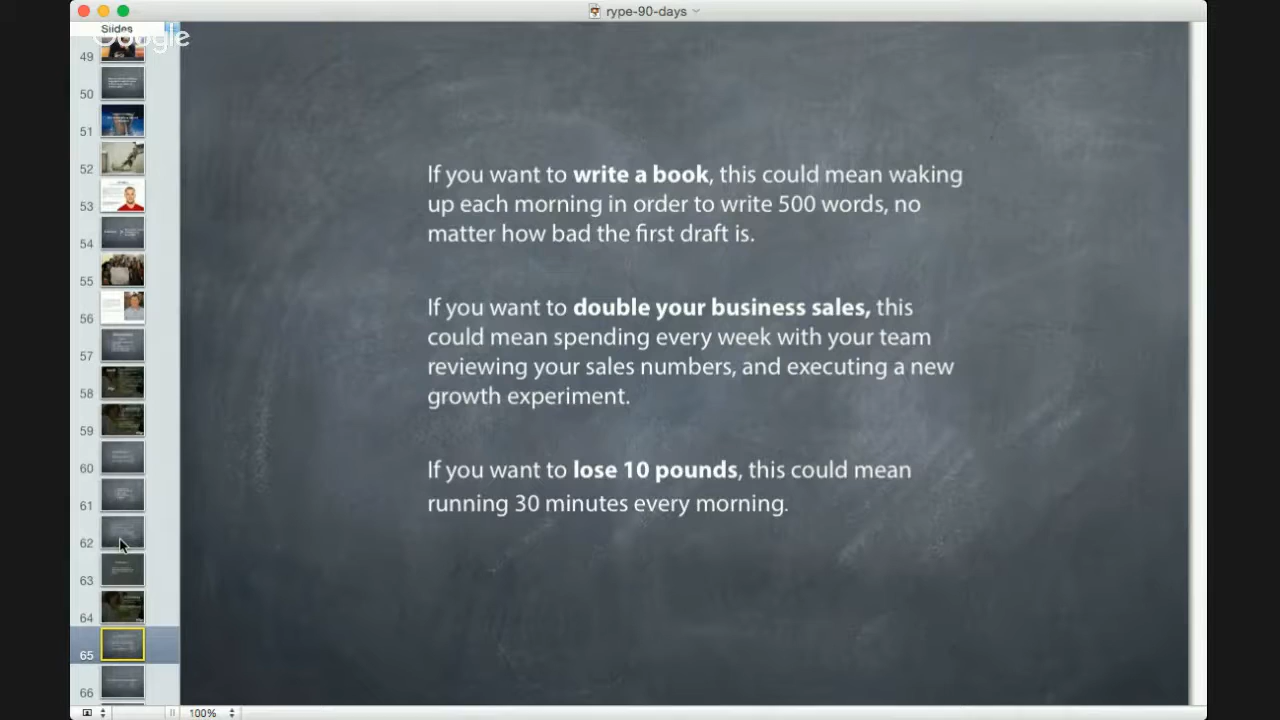 rype-90-days
Slides
Google
49
50
51
52
53
54
55
56
57
58
59
60
61
62
63
64
65
66
If you want to write a book, this could mean waking
up each morning in order to write 500 words, no
matter how bad the first draft is.
If you want to double your business sales, this
could mean spending every week with your team
reviewing your sales numbers, and executing a new
growth experiment.
If you want to lose 10 pounds, this could mean
running 30 minutes every morning.
100%